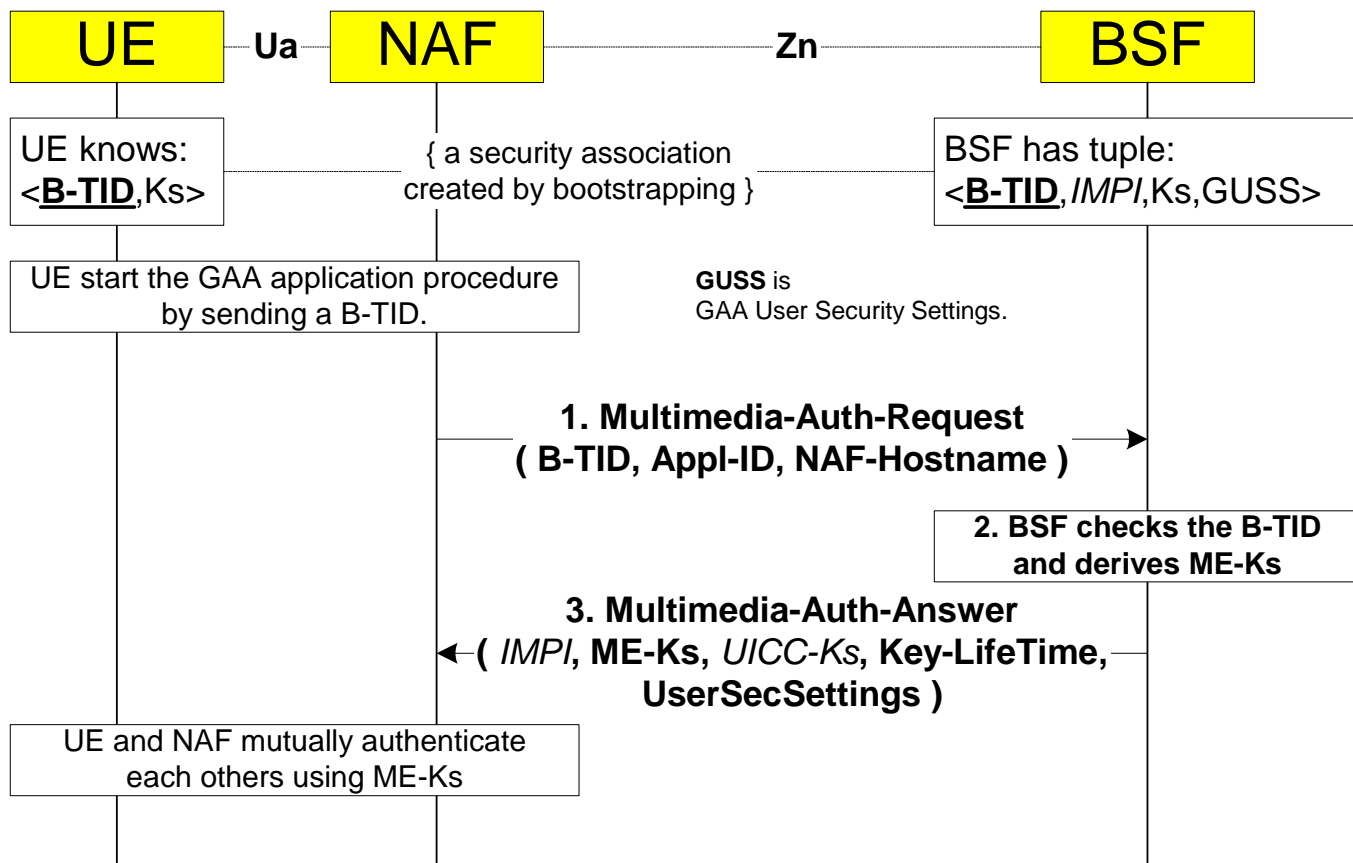 UE
Ua
NAF
Zn
BSF
UE knows:
<B-TID,Ks>
{ a security association
created by bootstrapping }
BSF has tuple:
<B-TID,IMPI,Ks,GUSS>
UE start the GAA application procedure
by sending a B-TID.
GUSS is
GAA User Security Settings.
1. Multimedia-Auth-Request
( B-TID, Appl-ID, NAF-Hostname )
2. BSF checks the B-TID
and derives ME-Ks
3. Multimedia-Auth-Answer
( IMPI, ME-Ks, UICC-Ks, Key-LifeTime,
UserSecSettings )
UE and NAF mutually authenticate
each others using ME-Ks